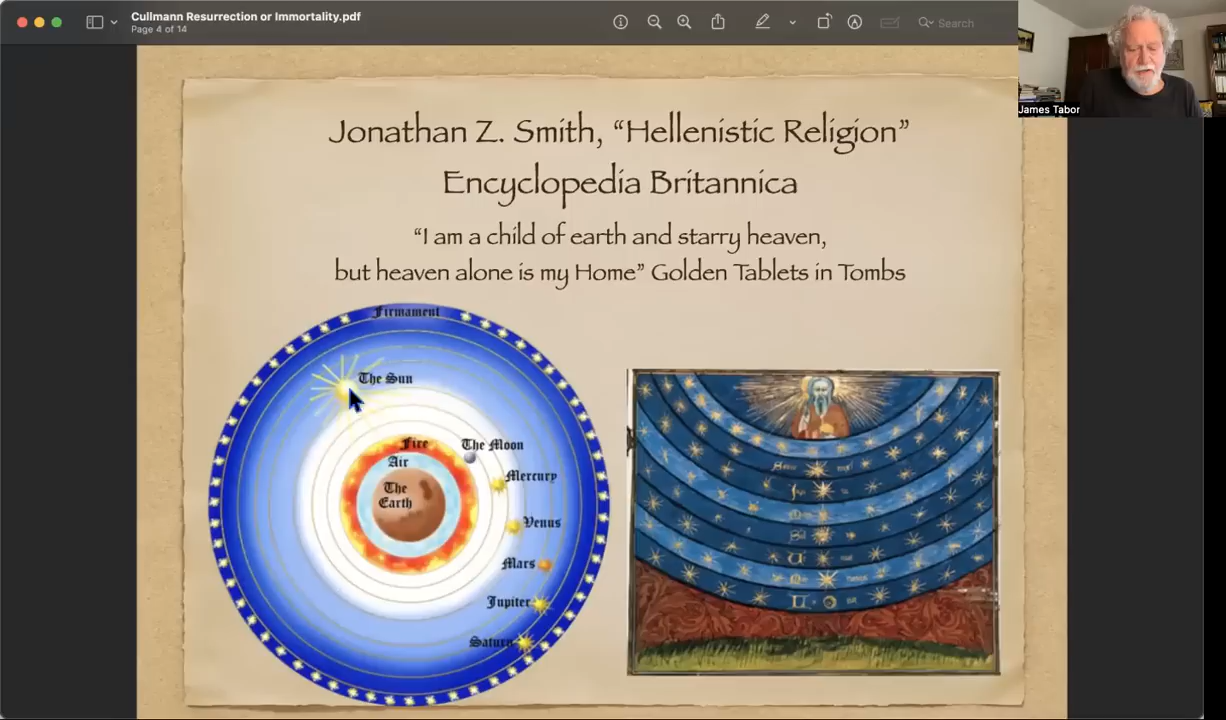 Cullmann Resurrection or Immortality.pdf
Page 4 of 14
Search
James Tabor
Jonathan Z. Smith, “Hellenistic Religion”
Encyclopedia Britannica
“I am a child of earth and starry heaven,
but heaven alone is my Home” Golden Tablets in Tombs
Firmament
The Sun
Fire
The Moon
Air
Mercury
The
Earth
Venus
Mars
Jupiter
Saturn